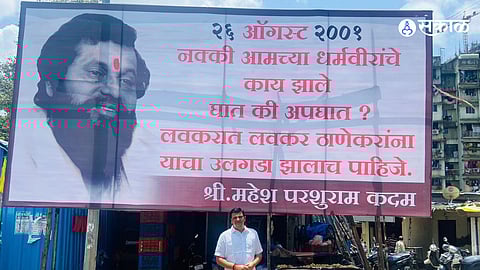 सकाळ
२६ ऑगस्ट २००१
नक्की आमच्या धर्मवीरांचे
काय झाले
घात की अपघात ?
लवकरात लवकर ठाणेकरांना
याचा उलगडा झालाच पाहिजे.
श्री.महेश परशुराम कदम